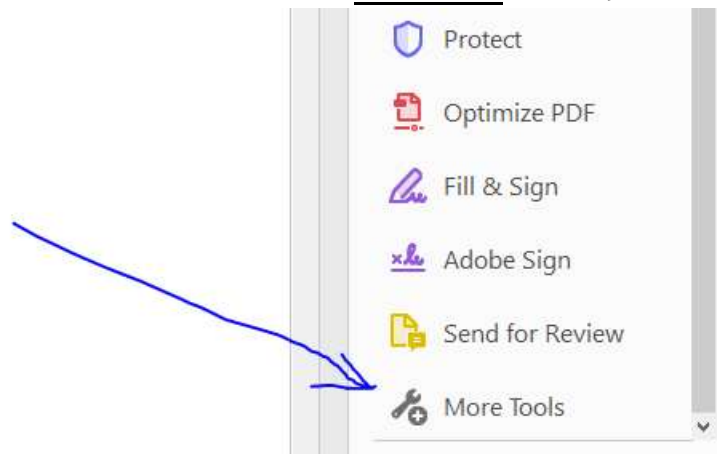 Protect
Optimize PDF
Fill & Sign
Adobe Sign
Send for Review
More Tools